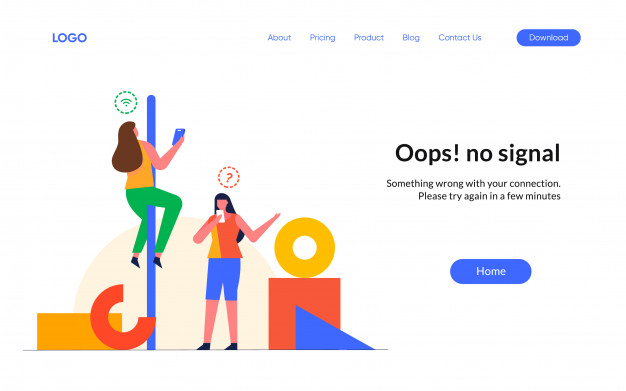 LOGO
About
Pricing
Product
Blog
Contact Us
Download
?
Oops! no signal
Something wrong with your connection.
Please try again in a few minutes
Home